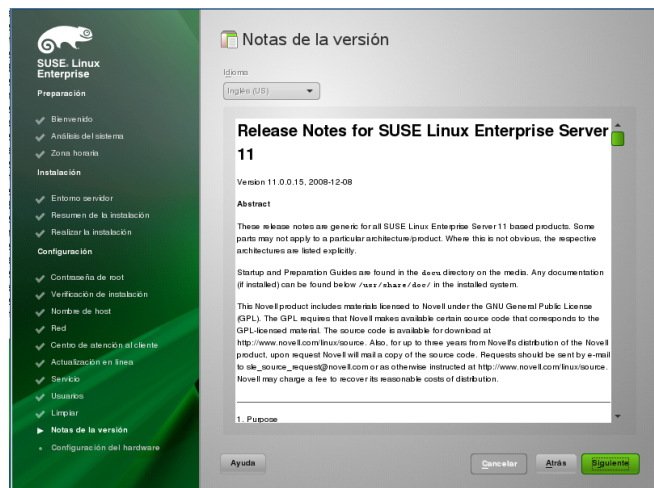 SUSE. Linux
Enterprise
Preparación
Bienvenido
Análisis del sistema
Zona horaria
Instalación
Entorno servidor
Resumen de la instalación
Realizar la instalación
Configuración
Contraseña de root
Verificación de instalación
Nombre de host
Red
Centro de atención al cliente
Actualización en línea
Servicio
Usuarios
Limpiar
Notas de la versión
Configuración del hardware
Notas de la versión
Idioma
Inglés (US)
Release Notes for SUSE Linux Enterprise Server
11
Version 11.0.0.15, 2008-12-08
Abstract
These release notes are generic for all SUSE Linux Enterprise Server 11 based products. Some
parts may not apply to a particular architecture/product. Where this is not obvious, the respective
architectures are listed explicitly.
Startup and Preparation Guides are found in the docu directory on the media. Any documentation
(if installed) can be found below /usr/share/doc/ in the installed system.
This Novell product includes materials licensed to Novell under the GNU General Public License
(GPL). The GPL requires that Novell makes available certain source code that corresponds to the
GPL-licensed material. The source code is available for download at
http://www.novell.com/linux/source. Also, for up to three years from Novell's distribution of the Novell
product, upon request Novell will mail a copy of the source code. Requests should be sent by e-mail
to sle_source_request@novell.com or as otherwise instructed at http://www.novell.com/linux/source.
Novell may charge a fee to recover its reasonable costs of distribution.
1. Purpose
Ayuda
Cancelar
Atrás
Siguiente